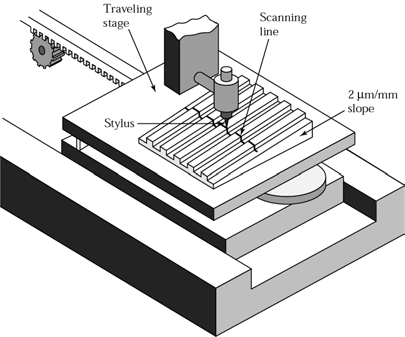 Traveling
stage
Scanning
line
2 μm/mm
slope
Stylus